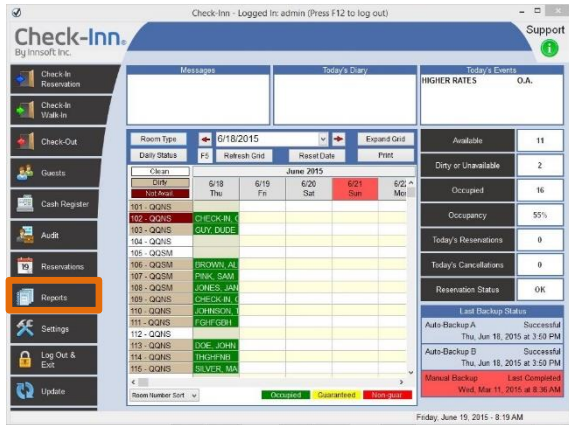 Check-Inn - Logged In: admin (Press F12 to log out)
Check-Inn®
By Innsoft Inc.
Support
Check-In
Reservation
Check-In
Walk-In
Check-Out
Guests
Cash Register
Audit
19
Reservations
Reports
Settings
Log Out &
Exit
Update
Messages
Today's Diary
Today's Events
HIGHER RATES O.A.
Room Type
6/18/2015
Expand Grid
Daily Status
F5 Refresh Grid
Reset Date
Print
Clean
Dirty
Not Avail.
June 2015
6/18 6/19 6/20 6/21 6/22
Thu Fri Sat Sun Mon
101 - QQNS
102 - QQNS CHECK-IN, C
103 - QQNS GUY, DUDE
104 - QQNS
105 - QQSM
106 - QQSM BROWN, AL
107 - QQSM PINK, SAM
108 - QQSM JONES, JAN
109 - QQNS CHECK-IN, C
110 - QQNS JOHNSON, T
111 - QQNS FGHFGBH
112 - QQNS
113 - QQNS DOE, JOHN
114 - QQNS THGHFNB
115 - QQNS SILVER, MA
Room Number Sort
Occupied Guaranteed Non-guar.
Available 11
Dirty or Unavailable 2
Occupied 16
Occupancy 55%
Today's Reservations 0
Today's Cancellations 0
Reservation Status OK
Last Backup Status
Auto-Backup A Successful
Thu, Jun 18, 2015 at 3:50 PM
Auto-Backup B Successful
Thu, Jun 18, 2015 at 3:50 PM
Manual Backup Last Completed
Wed, Mar 11, 2015 at 8:36 AM
Friday, June 19, 2015 - 8:19 AM